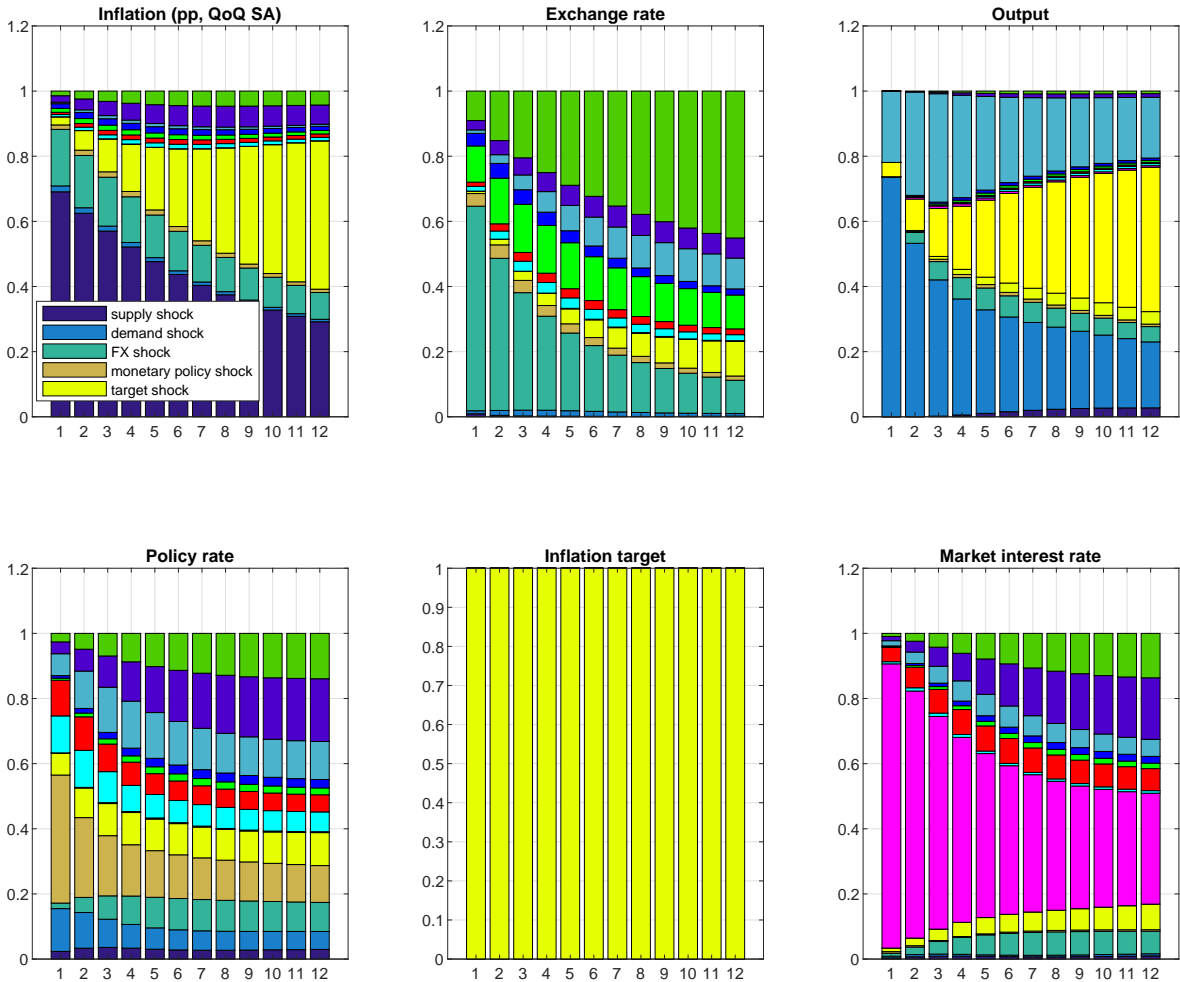 Inflation (pp, QoQ SA)
1.2
1
0.8
0.6
0.4
0.2
0
supply shock
demand shock
FX shock
monetary policy shock
target shock
1 2 3 4 5 6 7 8 9 10 11 12
Exchange rate
1.2
1
0.8
0.6
0.4
0.2
0
1 2 3 4 5 6 7 8 9 10 11 12
Output
1.2
1
0.8
0.6
0.4
0.2
0
1 2 3 4 5 6 7 8 9 10 11 12
Policy rate
1.2
1
0.8
0.6
0.4
0.2
0
1 2 3 4 5 6 7 8 9 10 11 12
Inflation target
1
0.9
0.8
0.7
0.6
0.5
0.4
0.3
0.2
0.1
0
1 2 3 4 5 6 7 8 9 10 11 12
Market interest rate
1.2
1
0.8
0.6
0.4
0.2
0
1 2 3 4 5 6 7 8 9 10 11 12